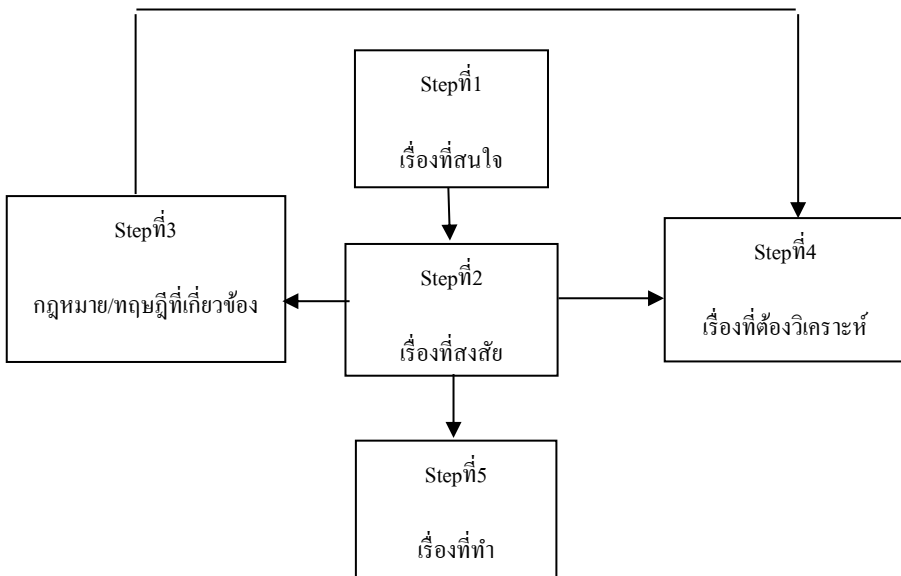 Stepที่1
เรื่องที่สนใจ
Stepที่3
กฎหมาย/ทฤษฎีที่เกี่ยวข้อง
Stepที่2
เรื่องที่สงสัย
Stepที่4
เรื่องที่ต้องวิเคราะห์
Stepที่5
เรื่องที่ทำ